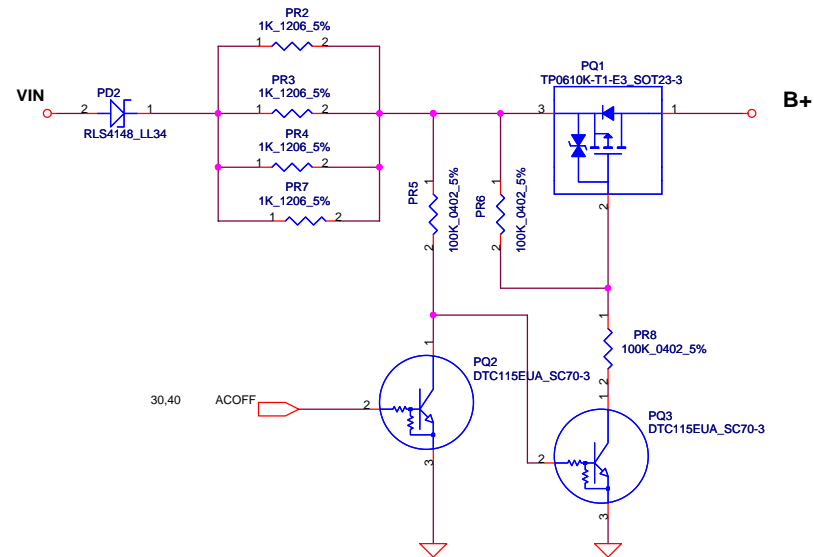 PR2
1K_1206_5%
1 2
PR3
1K_1206_5%
1 2
PR4
1K_1206_5%
1 2
PR7
1K_1206_5%
1 2
VIN
2
PD2
1
RLS4148_LL34
PQ1
TP0610K-T1-E3_SOT23-3
3
1
2
B+
1
PR5
100K_0402_5%
2
1
PR6
100K_0402_5%
2
1
PR8
100K_0402_5%
2
1
PQ2
DTC115EUA_SC70-3
2
3
30,40
ACOFF
1
PQ3
DTC115EUA_SC70-3
2
3